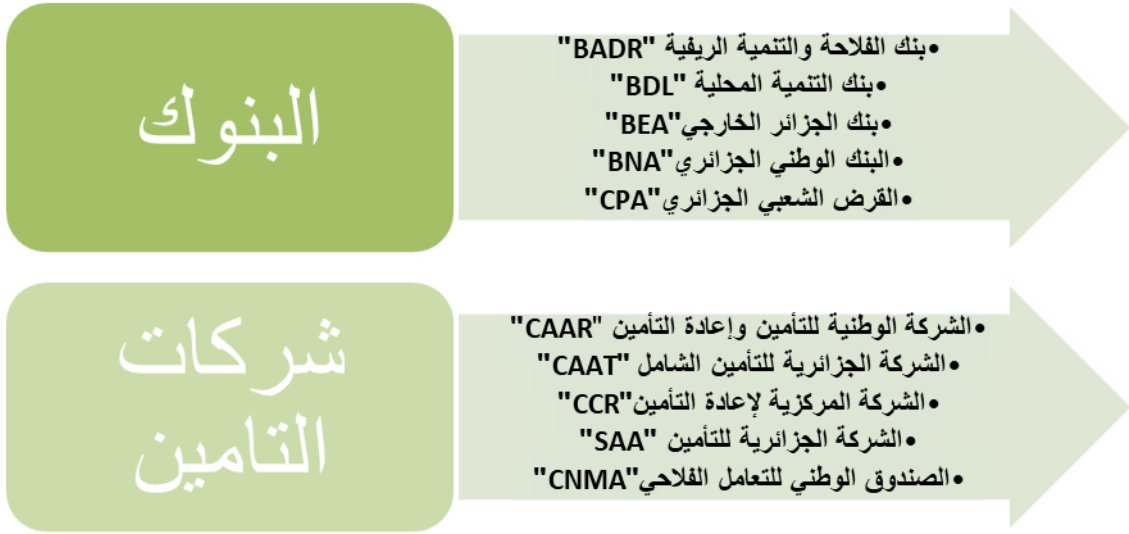 البنوك
•بنك الفلاحة والتنمية الريفية "BADR"
•بنك التنمية المحلية "BDL"
•بنك الجزائر الخارجي"BEA"
•البنك الوطني الجزائري"BNA"
•القرض الشعبي الجزائري"CPA"
شركات
التامين
•الشركة الوطنية للتأمين وإعادة التأمين "CAAR"
•الشركة الجزائرية للتأمين الشامل "CAAT"
•الشركة المركزية لإعادة التأمين"CCR"
•الشركة الجزائرية للتأمين "SAA"
•الصندوق الوطني للتعامل الفلاحي"CNMA"